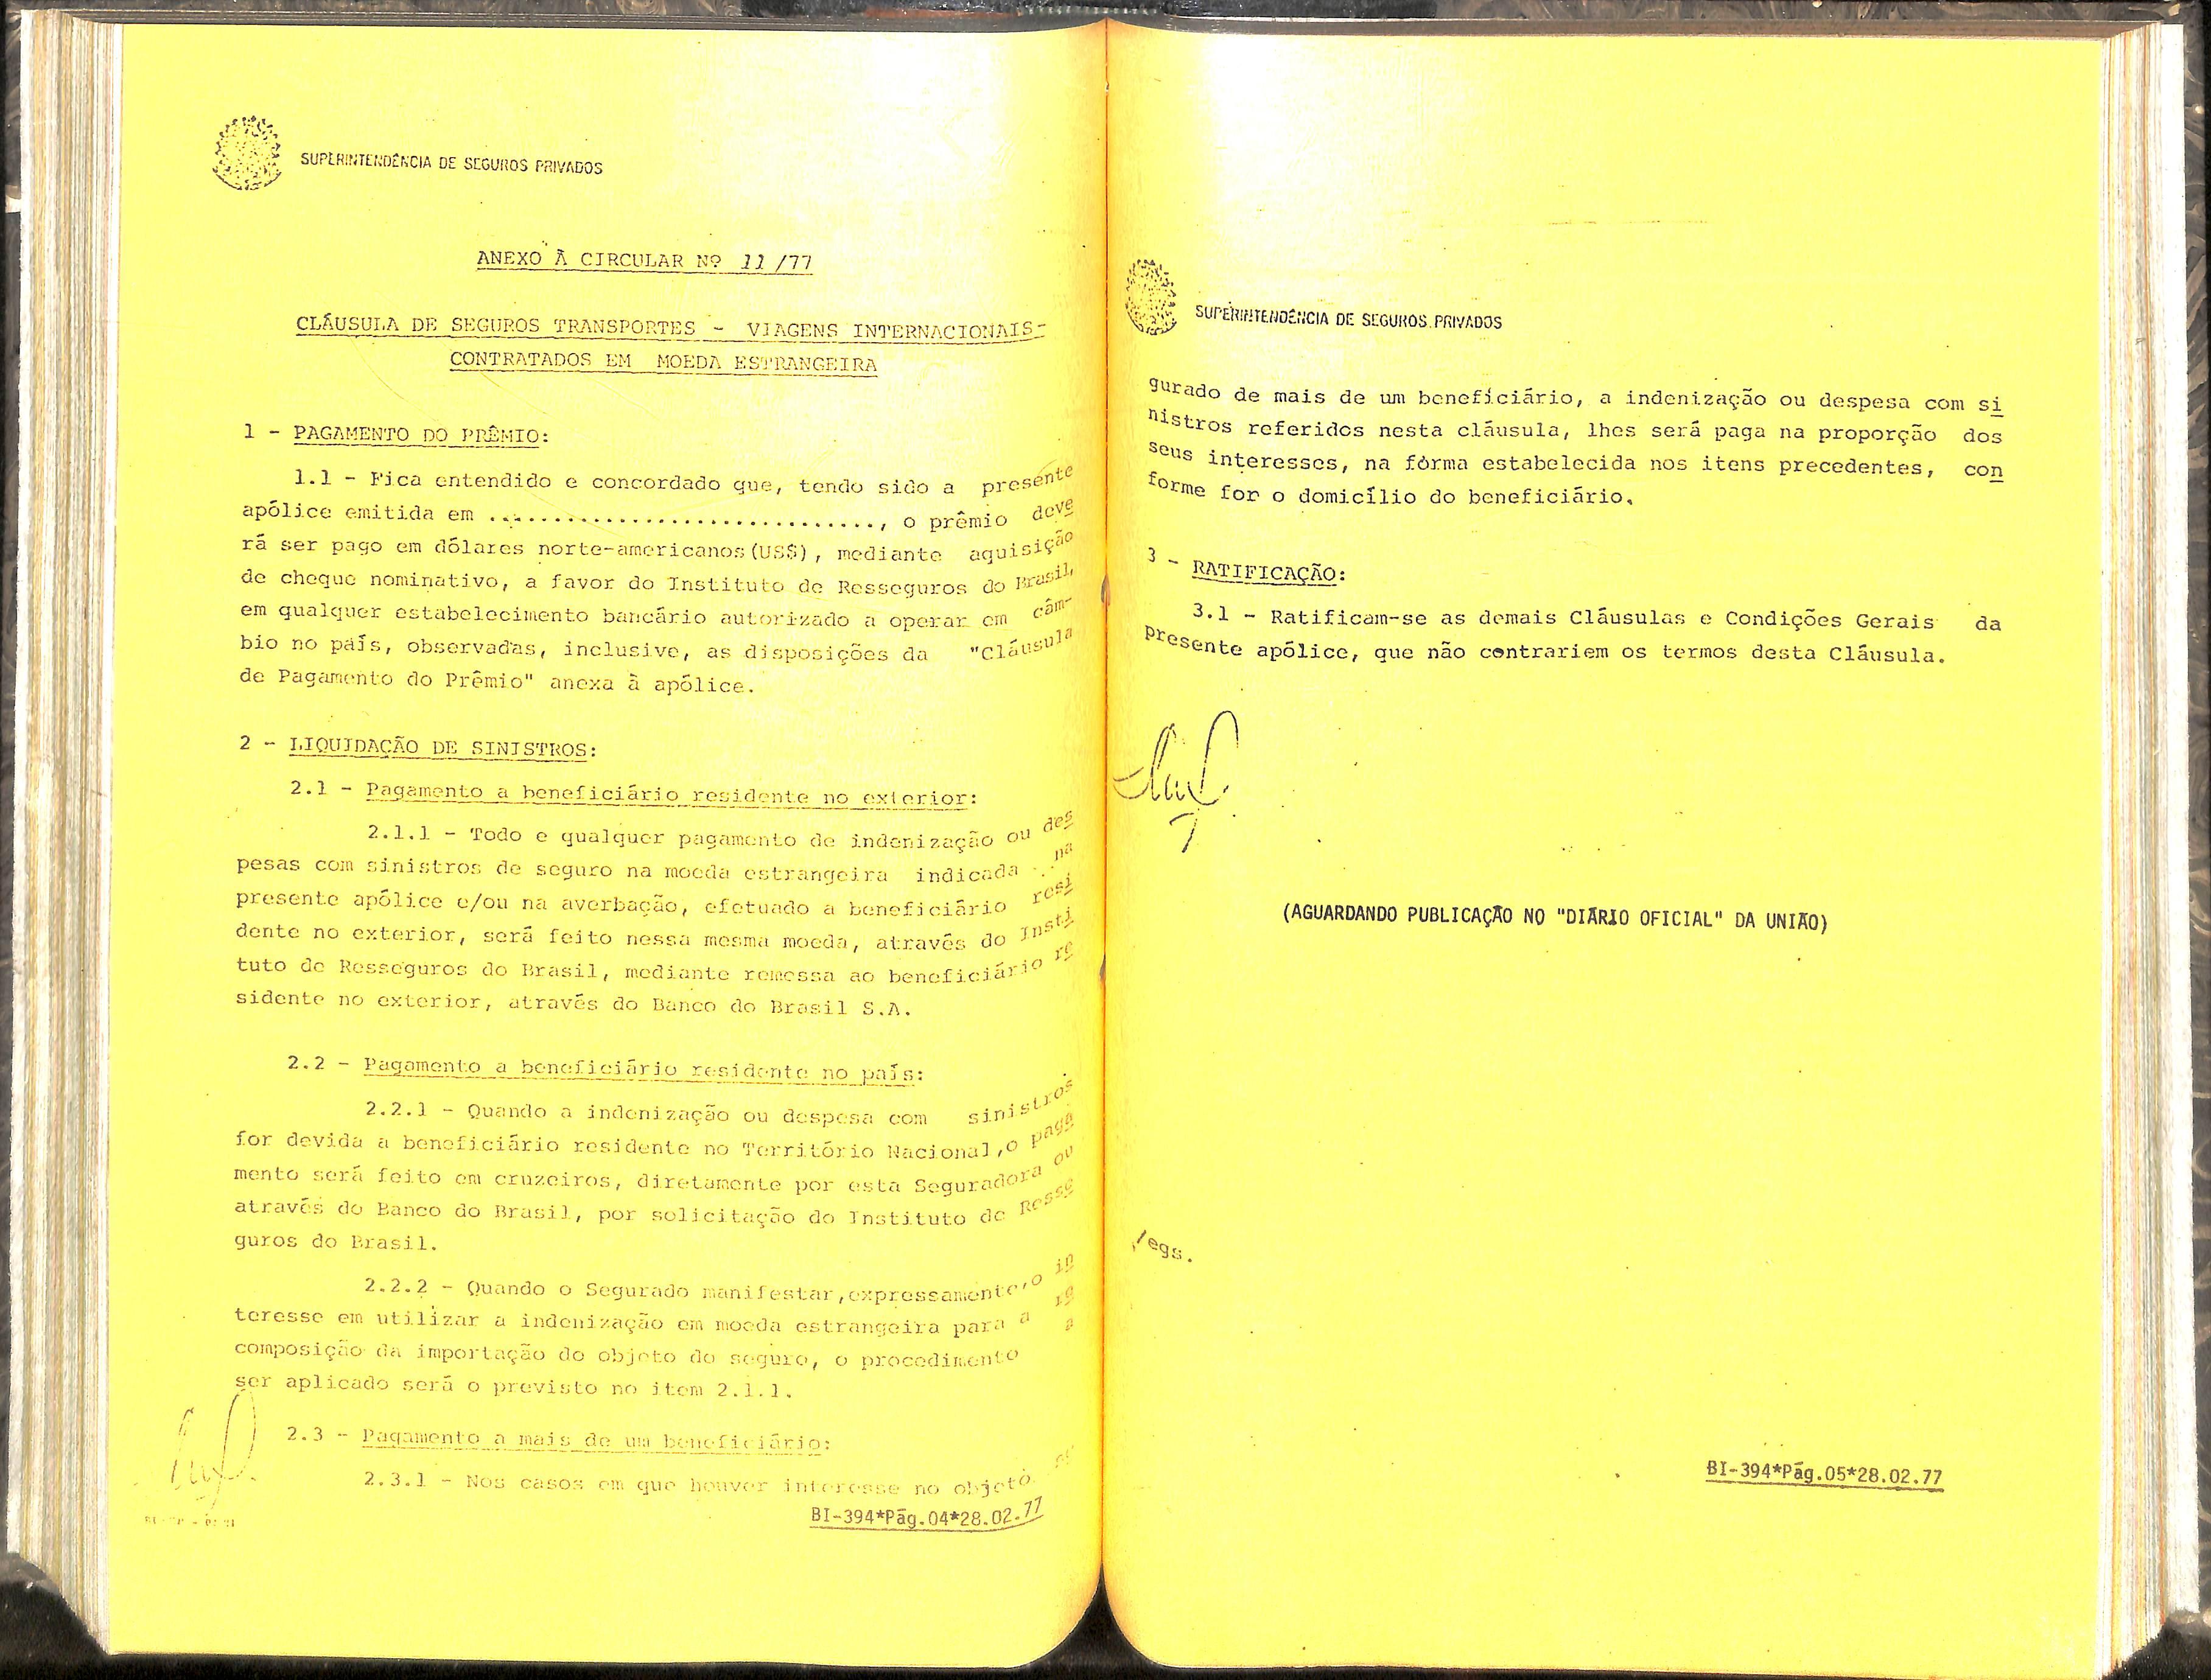 SUPERINTENDÊNCIA DE SEGUROS PRIVADOS
ANEXO À CIRCULAR Nº 11/77
CLÁUSULA DE SEGUROS TRANSPORTES - VIAGENS INTERNACIONAIS-
CONTRATADOS EM MOEDA ESTRANGEIRA
1 - PAGAMENTO DO PRÊMIO:
1.1 - Fica entendido e concordado que, tendo sido a presente
apólice emitida em ..............................., o prêmio deve
rá ser pago em dólares norte-americanos (US$), mediante aquisição
de cheque nominativo, a favor do Instituto de Resseguros do Brasil,
em qualquer estabelecimento bancário autorizado a operar em câm-
bio no país, observadas, inclusive, as disposições da "Cláusula
de Pagamento do Prêmio" anexa à apólice.
2 - LIQUIDAÇÃO DE SINISTROS:
2.1 - Pagamento a beneficiário residente no exterior:
2.1.1 - Todo e qualquer pagamento de indenização ou des
pesas com sinistros de seguro na moeda estrangeira indicada na
presente apólice e/ou na averbação, efetuado a beneficiário resi
dente no exterior, será feito nessa mesma moeda, através do Insti
tuto de Resseguros do Brasil, mediante remessa ao beneficiário re
sidente no exterior, através do Banco do Brasil S.A.
2.2 - Pagamento a beneficiário residente no país:
2.2.1 - Quando a indenização ou despesa com sinistros
for devida a beneficiário residente no Território Nacional, o paga
mento será feito em cruzeiros, diretamente por esta Seguradora ou
através do Banco do Brasil, por solicitação do Instituto de Resse
guros do Brasil.
2.2.2 - Quando o Segurado manifestar, expressamente, o in
teresse em utilizar a indenização em moeda estrangeira para a re
composição da importação do objeto do seguro, o procedimento a
ser aplicado será o previsto no item 2.1.1.
2.3 - Pagamento a mais de um beneficiário:
2.3.1 - Nos casos em que houver interesse no objeto
BI-394*Pág.04*28.02.77
SUPERINTENDÊNCIA DE SEGUROS PRIVADOS
gurado de mais de um beneficiário, a indenização ou despesa com si
nistros referidos nesta cláusula, lhes será paga na proporção dos
seus interesses, na fórma estabelecida nos itens precedentes, con
forme for o domicílio do beneficiário.
3 - RATIFICAÇÃO:
3.1 - Ratificam-se as demais Cláusulas e Condições Gerais da
presente apólice, que não contrariem os termos desta Cláusula.
(AGUARDANDO PUBLICAÇÃO NO "DIÁRIO OFICIAL" DA UNIÃO)
/egs.
BI-394*Pág.05*28.02.77